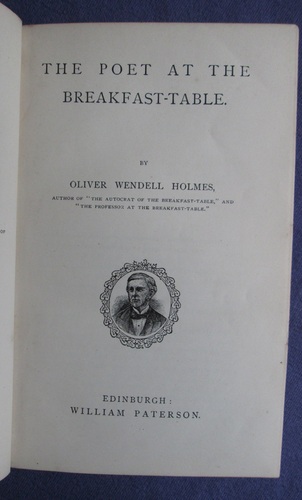 THE POET AT THE
BREAKFAST-TABLE.
BY
OLIVER WENDELL HOLMES,
AUTHOR OF "THE AUTOCRAT OF THE BREAKFAST-TABLE," AND
"THE PROFESSOR AT THE BREAKFAST-TABLE."
EDINBURGH:
WILLIAM PATERSON.